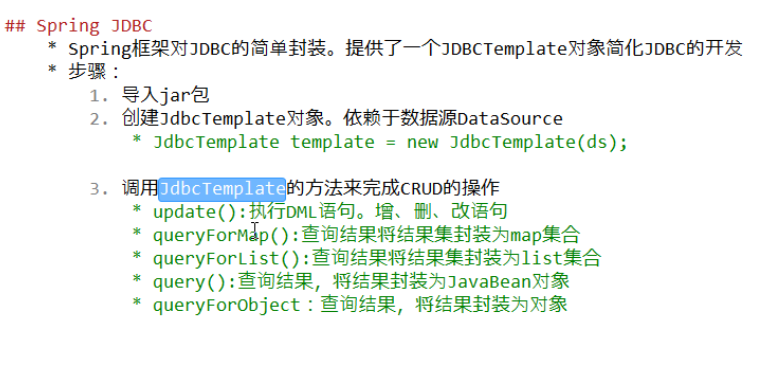 ## Spring JDBC
* Spring框架对JDBC的简单封装。提供了一个JDBCTemplate对象简化JDBC的开发
* 步骤：
1. 导入jar包
2. 创建JdbcTemplate对象。依赖于数据源DataSource
* JdbcTemplate template = new JdbcTemplate(ds);
3. 调用JdbcTemplate的方法来完成CRUD的操作
* update():执行DML语句。增、删、改语句
* queryForMap():查询结果将结果集封装为map集合
* queryForList():查询结果将结果集封装为list集合
* query():查询结果，将结果封装为JavaBean对象
* queryForObject：查询结果，将结果封装为对象